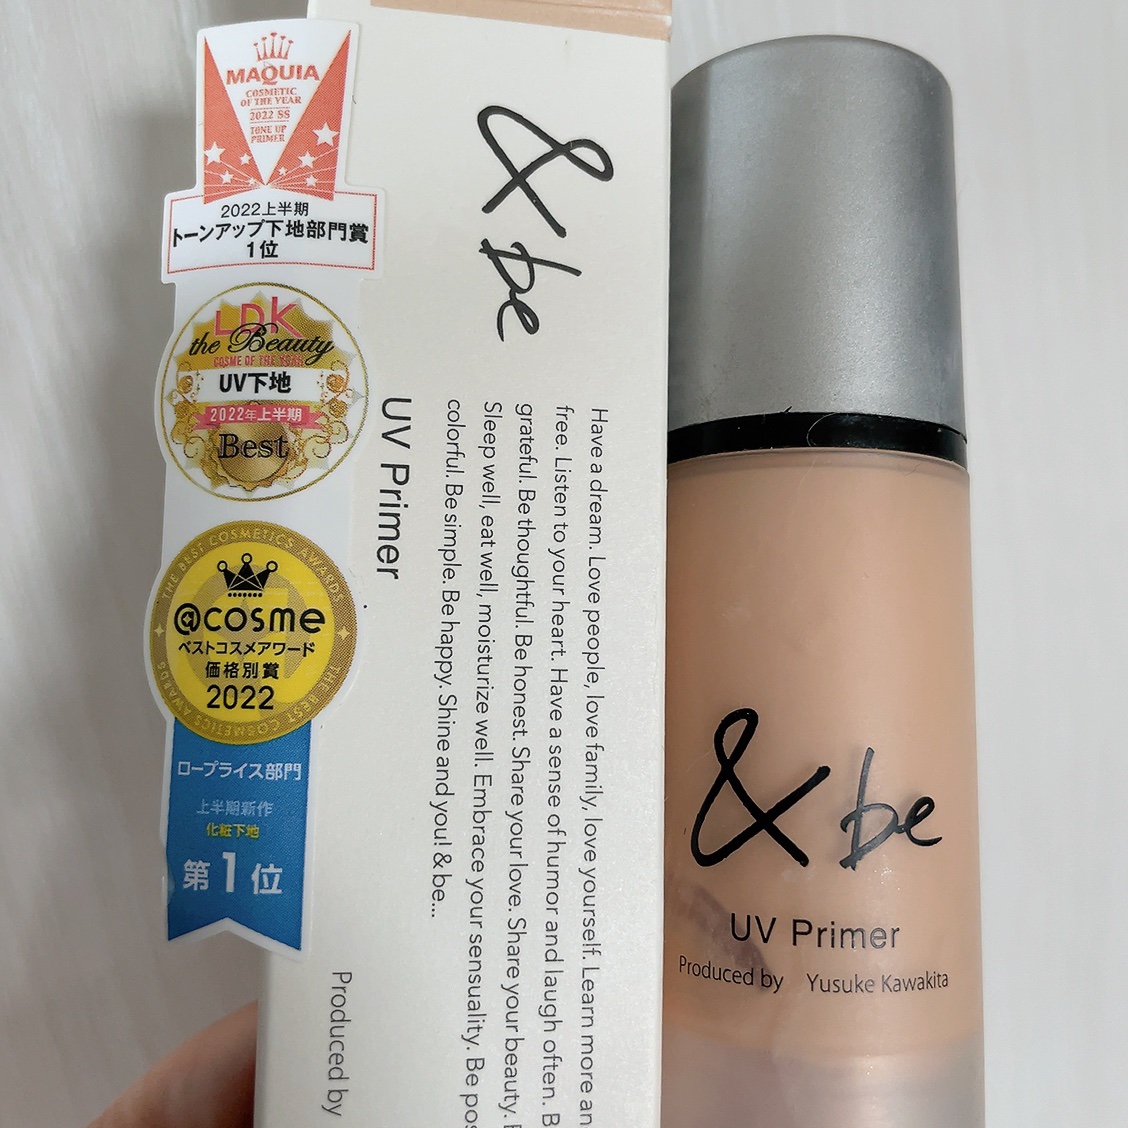 MAQUIA
COSMETIC
OF THE YEAR
2022 SS
TONE UP
PRIMER
2022上半期
トーンアップ下地部門賞
1位
LDK
the Beauty
COSME OF THE YEAR
UV下地
2022年上半期
Best
THE BEST COSMETICS AWARDS
@cosme
ベストコスメアワード
価格別賞
2022
THE BEST COSMETICS AWARDS
ロープライス部門
上半期新作
化粧下地
第1位
&be
Have a dream. Love people, love family, love yourself. Learn more an
free. Listen to your heart. Have a sense of humor and laugh often. B
grateful. Be thoughtful. Be honest. Share your love. Share your beauty.
Sleep well, eat well, moisturize well. Embrace your sensuality. Be pos
colorful. Be simple. Be happy. Shine and you! &be...
UV Primer
Produced by
&be
UV Primer
Produced by Yusuke Kawakita